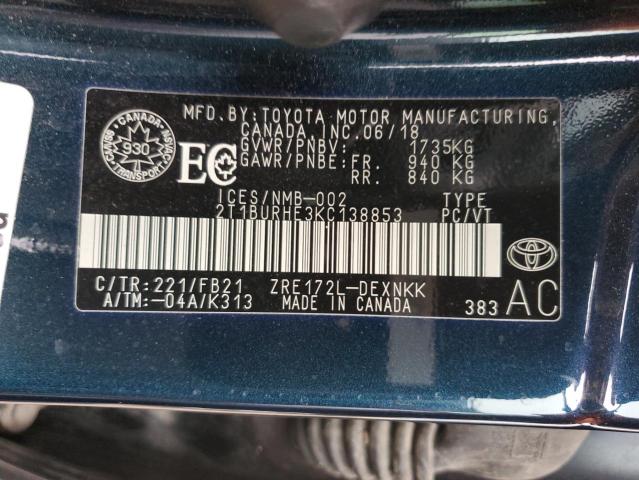 MFD.BY:TOYOTA MOTOR MANUFACTURING,
CANADA,INC.06/18
GVWR/PNBV: 1735KG
GAWR/PNBE:FR. 940 KG
RR. 840 KG
CANADA
930
EC
ICES/NMB-002 TYPE
2T1BURHE3KC138853 PC/VT
C/TR:221/FB21 ZRE172L-DEXNKK
A/TM:-04A/K313 MADE IN CANADA
383 AC